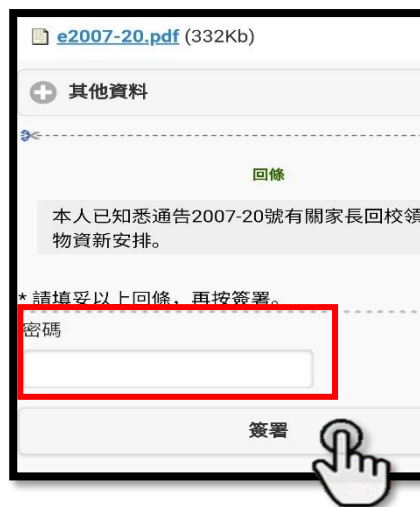 e2007-20.pdf (332Kb)
其他資料
回條
本人已知悉通告2007-20號有關家長回校領
物資新安排。
* 請填妥以上回條，再按簽署。
密碼
簽署